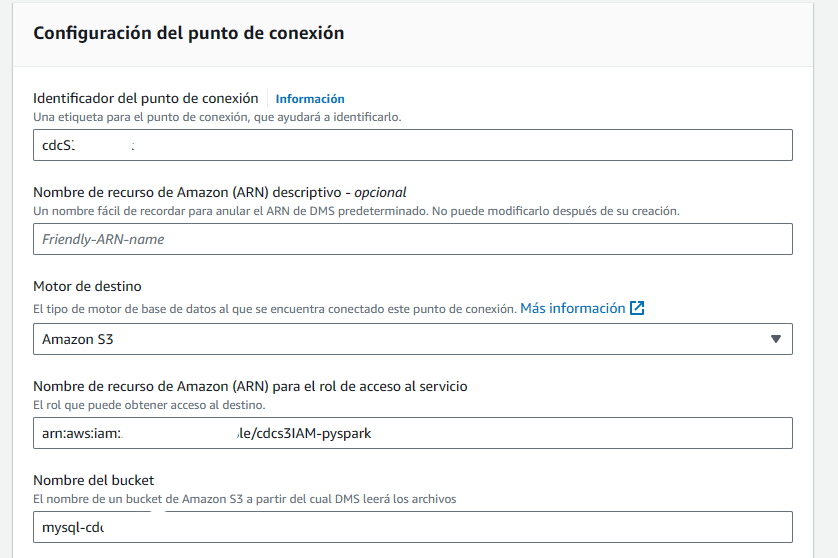 Configuración del punto de conexión
Identificador del punto de conexión Información
Una etiqueta para el punto de conexión, que ayudará a identificarlo.
Nombre de recurso de Amazon (ARN) descriptivo - opcional
Un nombre fácil de recordar para anular el ARN de DMS predeterminado. No puede modificarlo después de su creación.
Friendly-ARN-name
Motor de destino
El tipo de motor de base de datos al que se encuentra conectado este punto de conexión. Más información
Amazon S3
Nombre de recurso de Amazon (ARN) para el rol de acceso al servicio
El rol que puede obtener acceso al destino.
arn:aws:iam: le/cdcs3IAM-pyspark
Nombre del bucket
El nombre de un bucket de Amazon S3 a partir del cual DMS leerá los archivos